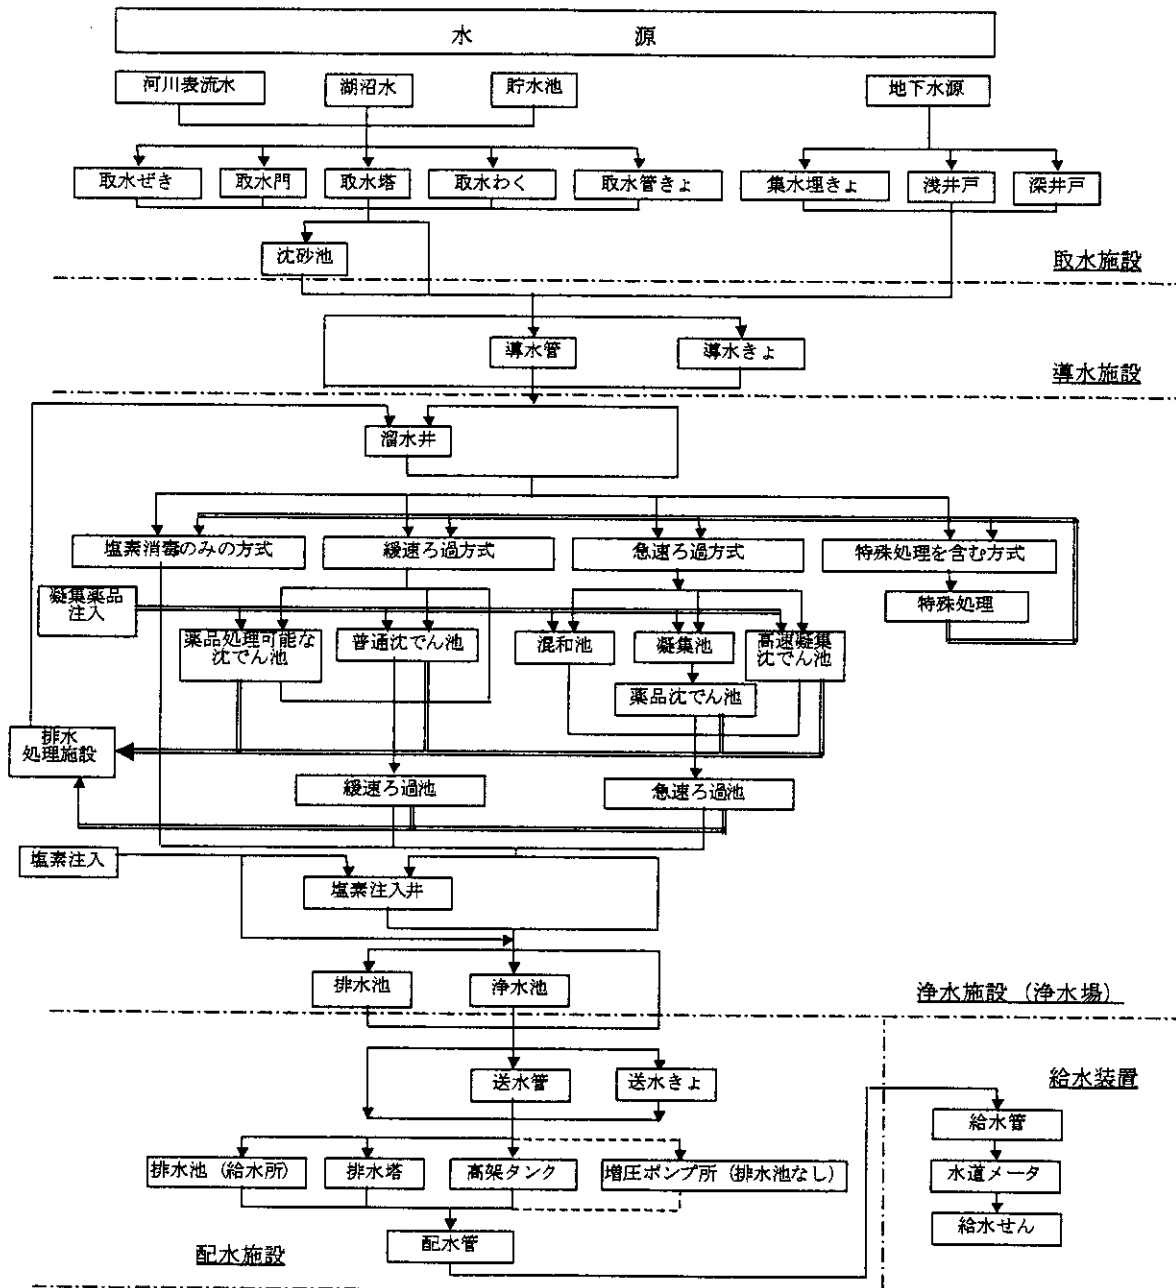 水 源
河川表流水
湖沼水
貯水池
地下水源
取水ぜき
取水門
取水塔
取水わく
取水管きょ
集水埋きょ
浅井戸
深井戸
沈砂池
取水施設
導水管
導水きょ
導水施設
溜水井
塩素消毒のみの方式
緩速ろ過方式
急速ろ過方式
特殊処理を含む方式
凝集薬品
注入
特殊処理
薬品処理可能な
沈でん池
普通沈でん池
混和池
凝集池
高速凝集
沈でん池
薬品沈でん池
排水
処理施設
緩速ろ過池
急速ろ過池
塩素注入
塩素注入井
排水池
浄水池
浄水施設（浄水場）
送水管
送水きょ
給水装置
給水管
排水池（給水所）
排水塔
高架タンク
増圧ポンプ所（排水池なし）
水道メータ
配水管
給水せん
配水施設